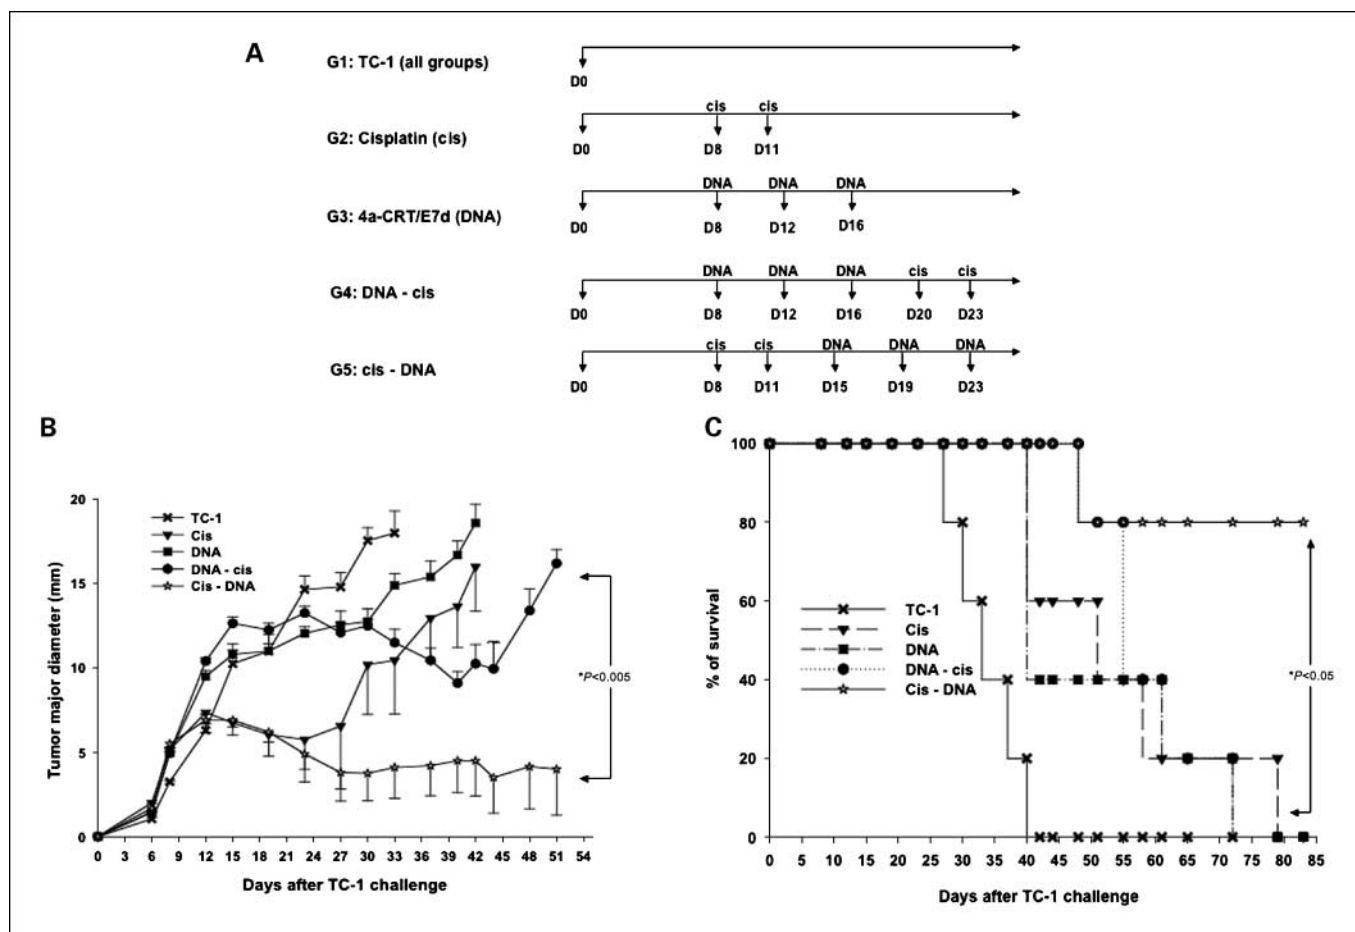 A
G1: TC-1 (all groups)
D0
cis cis
G2: Cisplatin (cis)
D0 D8 D11
DNA DNA DNA
G3: 4a-CRT/E7d (DNA)
D0 D8 D12 D16
DNA DNA DNA cis cis
G4: DNA - cis
D0 D8 D12 D16 D20 D23
cis cis DNA DNA DNA
G5: cis - DNA
D0 D8 D11 D15 D19 D23
B
Tumor major diameter (mm)
20
15
10
5
0
TC-1
Cis
DNA
DNA - cis
Cis - DNA
*P<0.005
0 3 6 9 12 15 18 21 24 27 30 33 36 39 42 45 48 51 54
Days after TC-1 challenge
C
% of survival
100
80
60
40
20
0
TC-1
Cis
DNA
DNA - cis
Cis - DNA
*P<0.05
0 5 10 15 20 25 30 35 40 45 50 55 60 65 70 75 80 85
Days after TC-1 challenge